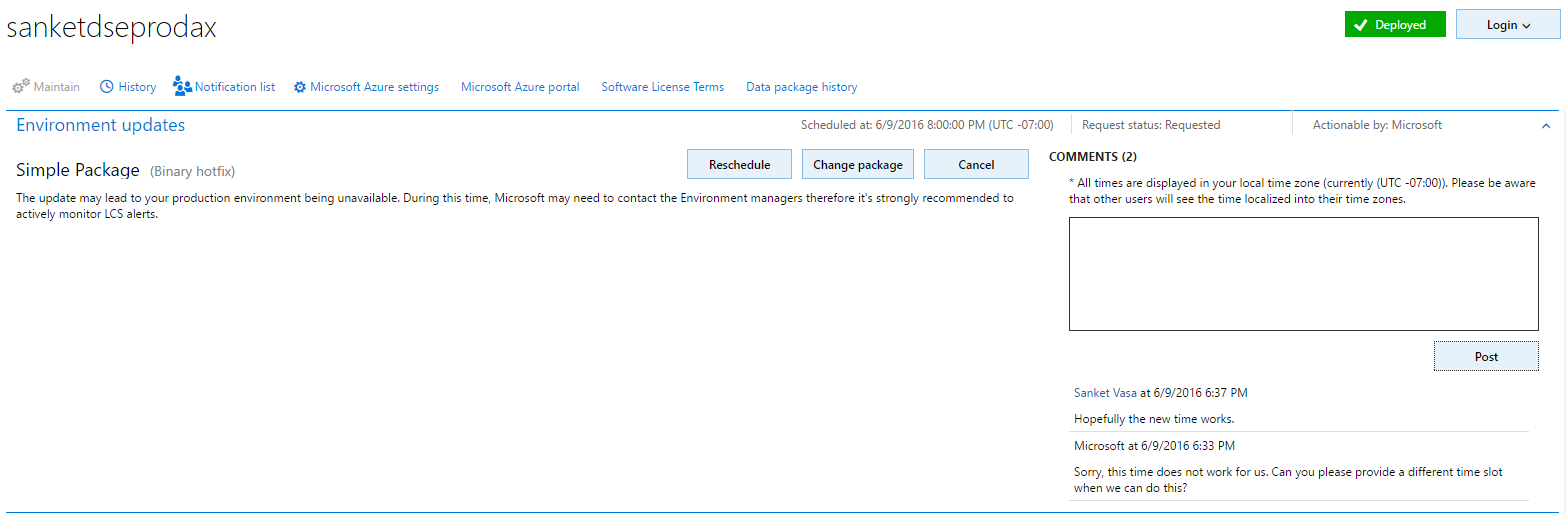 sanketdseprodax
Deployed
Login
Maintain
History
Notification list
Microsoft Azure settings
Microsoft Azure portal
Software License Terms
Data package history
Environment updates
Scheduled at: 6/9/2016 8:00:00 PM (UTC -07:00)
Request status: Requested
Actionable by: Microsoft
Simple Package (Binary hotfix)
Reschedule
Change package
Cancel
The update may lead to your production environment being unavailable. During this time, Microsoft may need to contact the Environment managers therefore it's strongly recommended to
actively monitor LCS alerts.
COMMENTS (2)
* All times are displayed in your local time zone (currently (UTC -07:00)). Please be aware
that other users will see the time localized into their time zones.
Post
Sanket Vasa at 6/9/2016 6:37 PM
Hopefully the new time works.
Microsoft at 6/9/2016 6:33 PM
Sorry, this time does not work for us. Can you please provide a different time slot
when we can do this?